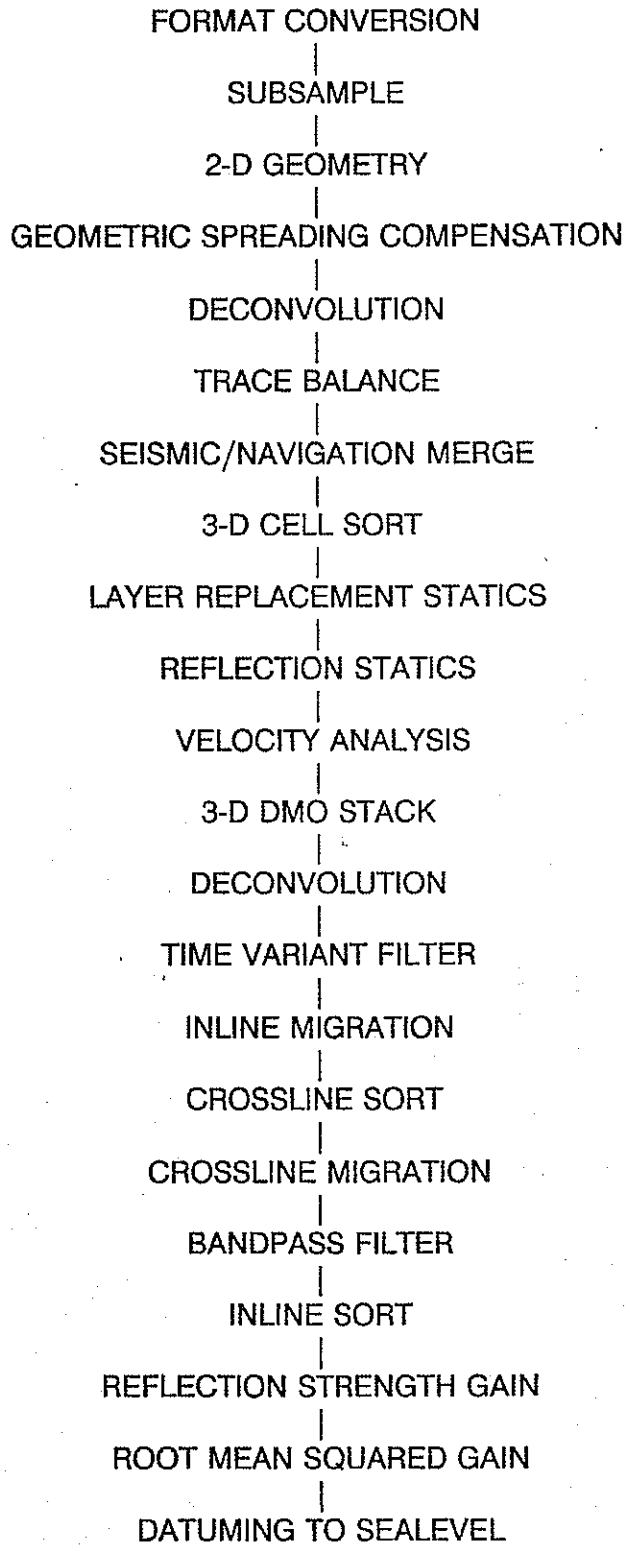 FORMAT CONVERSION
SUBSAMPLE
2-D GEOMETRY
GEOMETRIC SPREADING COMPENSATION
DECONVOLUTION
TRACE BALANCE
SEISMIC/NAVIGATION MERGE
3-D CELL SORT
LAYER REPLACEMENT STATICS
REFLECTION STATICS
VELOCITY ANALYSIS
3-D DMO STACK
DECONVOLUTION
TIME VARIANT FILTER
INLINE MIGRATION
CROSSLINE SORT
CROSSLINE MIGRATION
BANDPASS FILTER
INLINE SORT
REFLECTION STRENGTH GAIN
ROOT MEAN SQUARED GAIN
DATUMING TO SEALEVEL